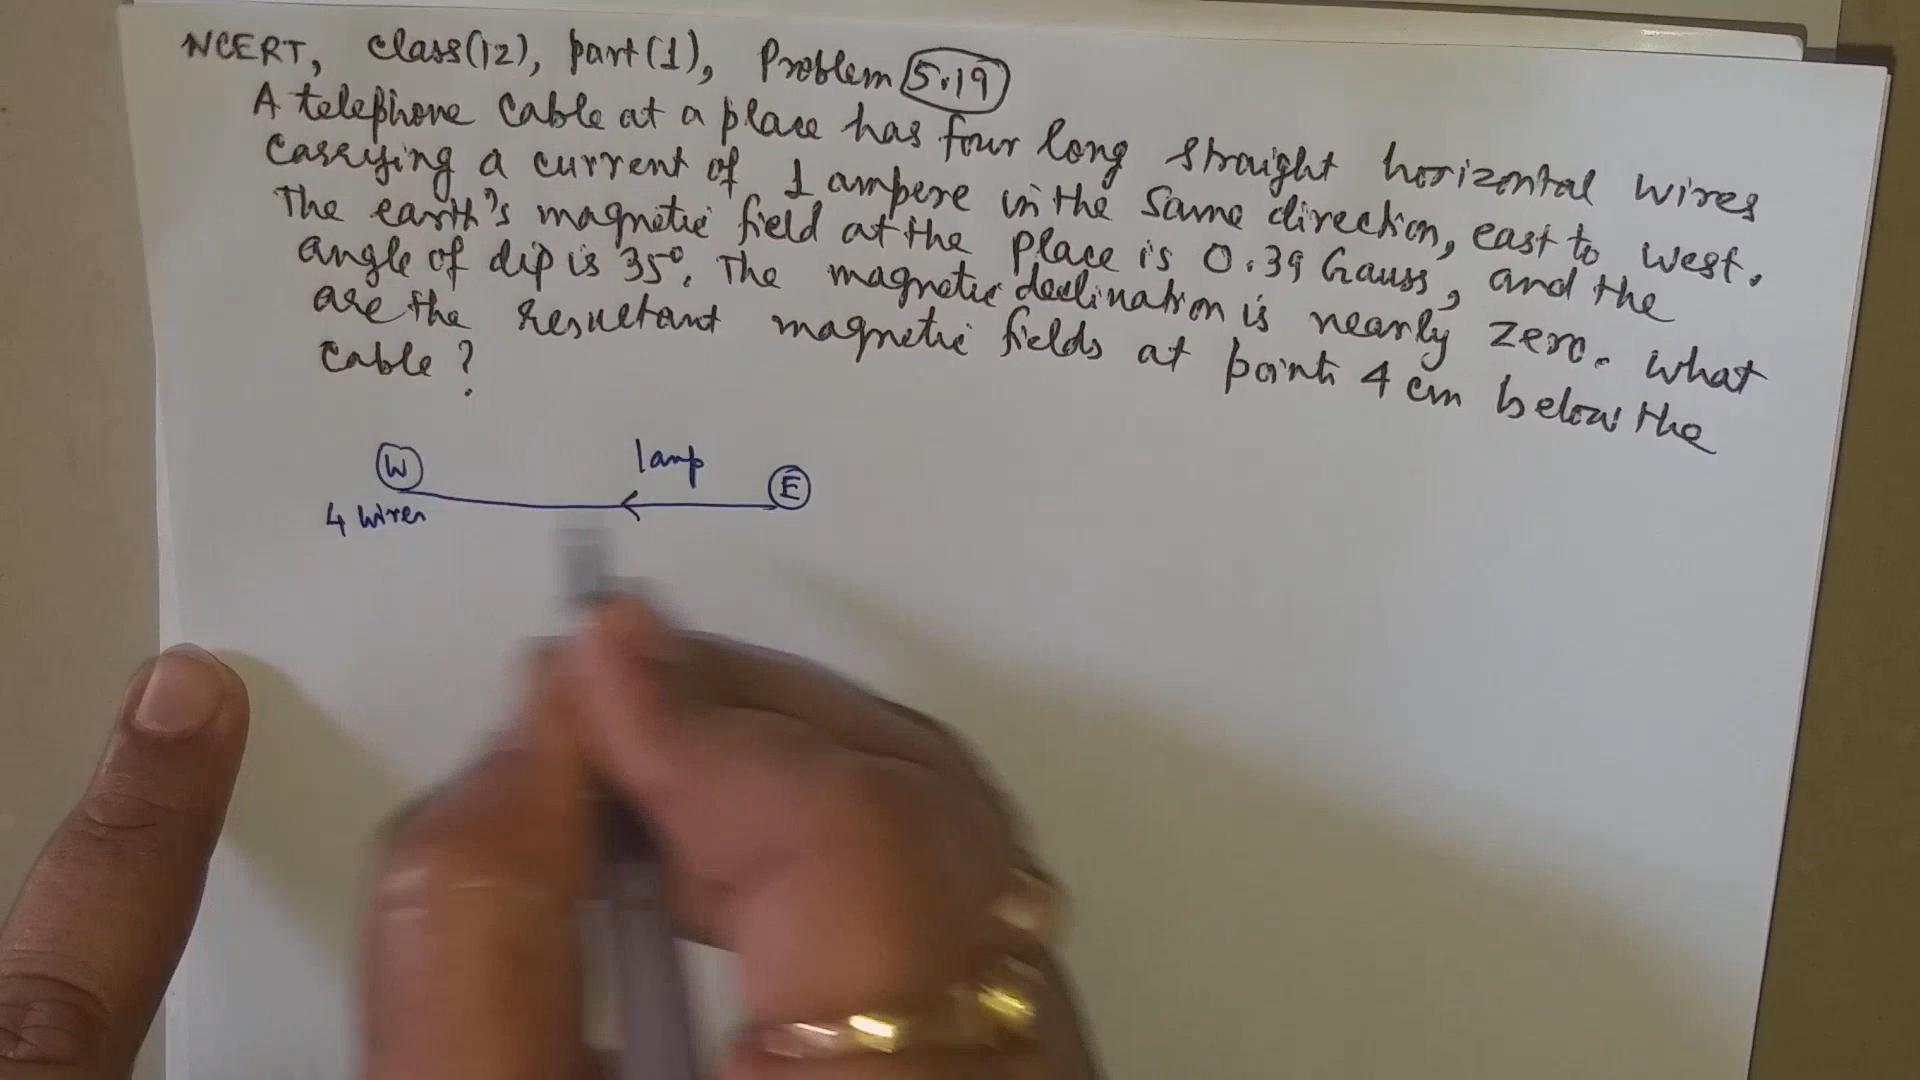 NCERT, class(12), part(1), Problem 5.19
A telephone cable at a place has four long straight horizontal wires
carrying a current of 1 ampere in the same direction, east to west.
The earth's magnetic field at the place is 0.39 Gauss, and the
angle of dip is 35°. The magnetic declination is nearly zero. what
are the resultant magnetic fields at points 4 cm below the
cable?
W 1amp E
4 wires